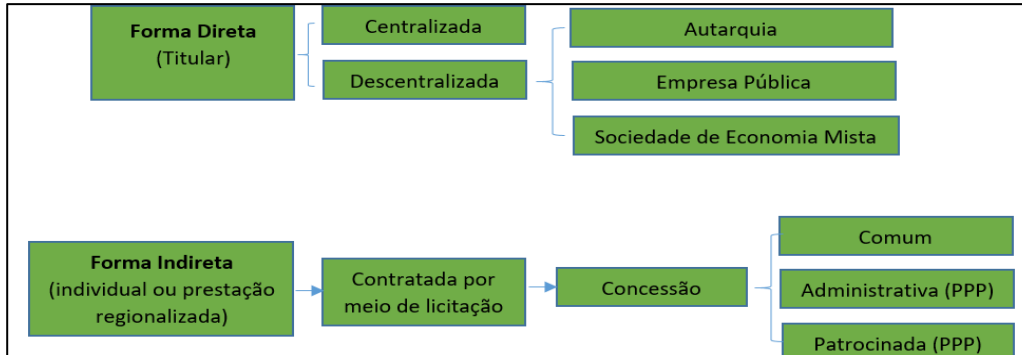 Forma Direta
(Titular)
Centralizada
Descentralizada
Autarquia
Empresa Pública
Sociedade de Economia Mista
Forma Indireta
(individual ou prestação
regionalizada)
Contratada por
meio de licitação
Concessão
Comum
Administrativa (PPP)
Patrocinada (PPP)